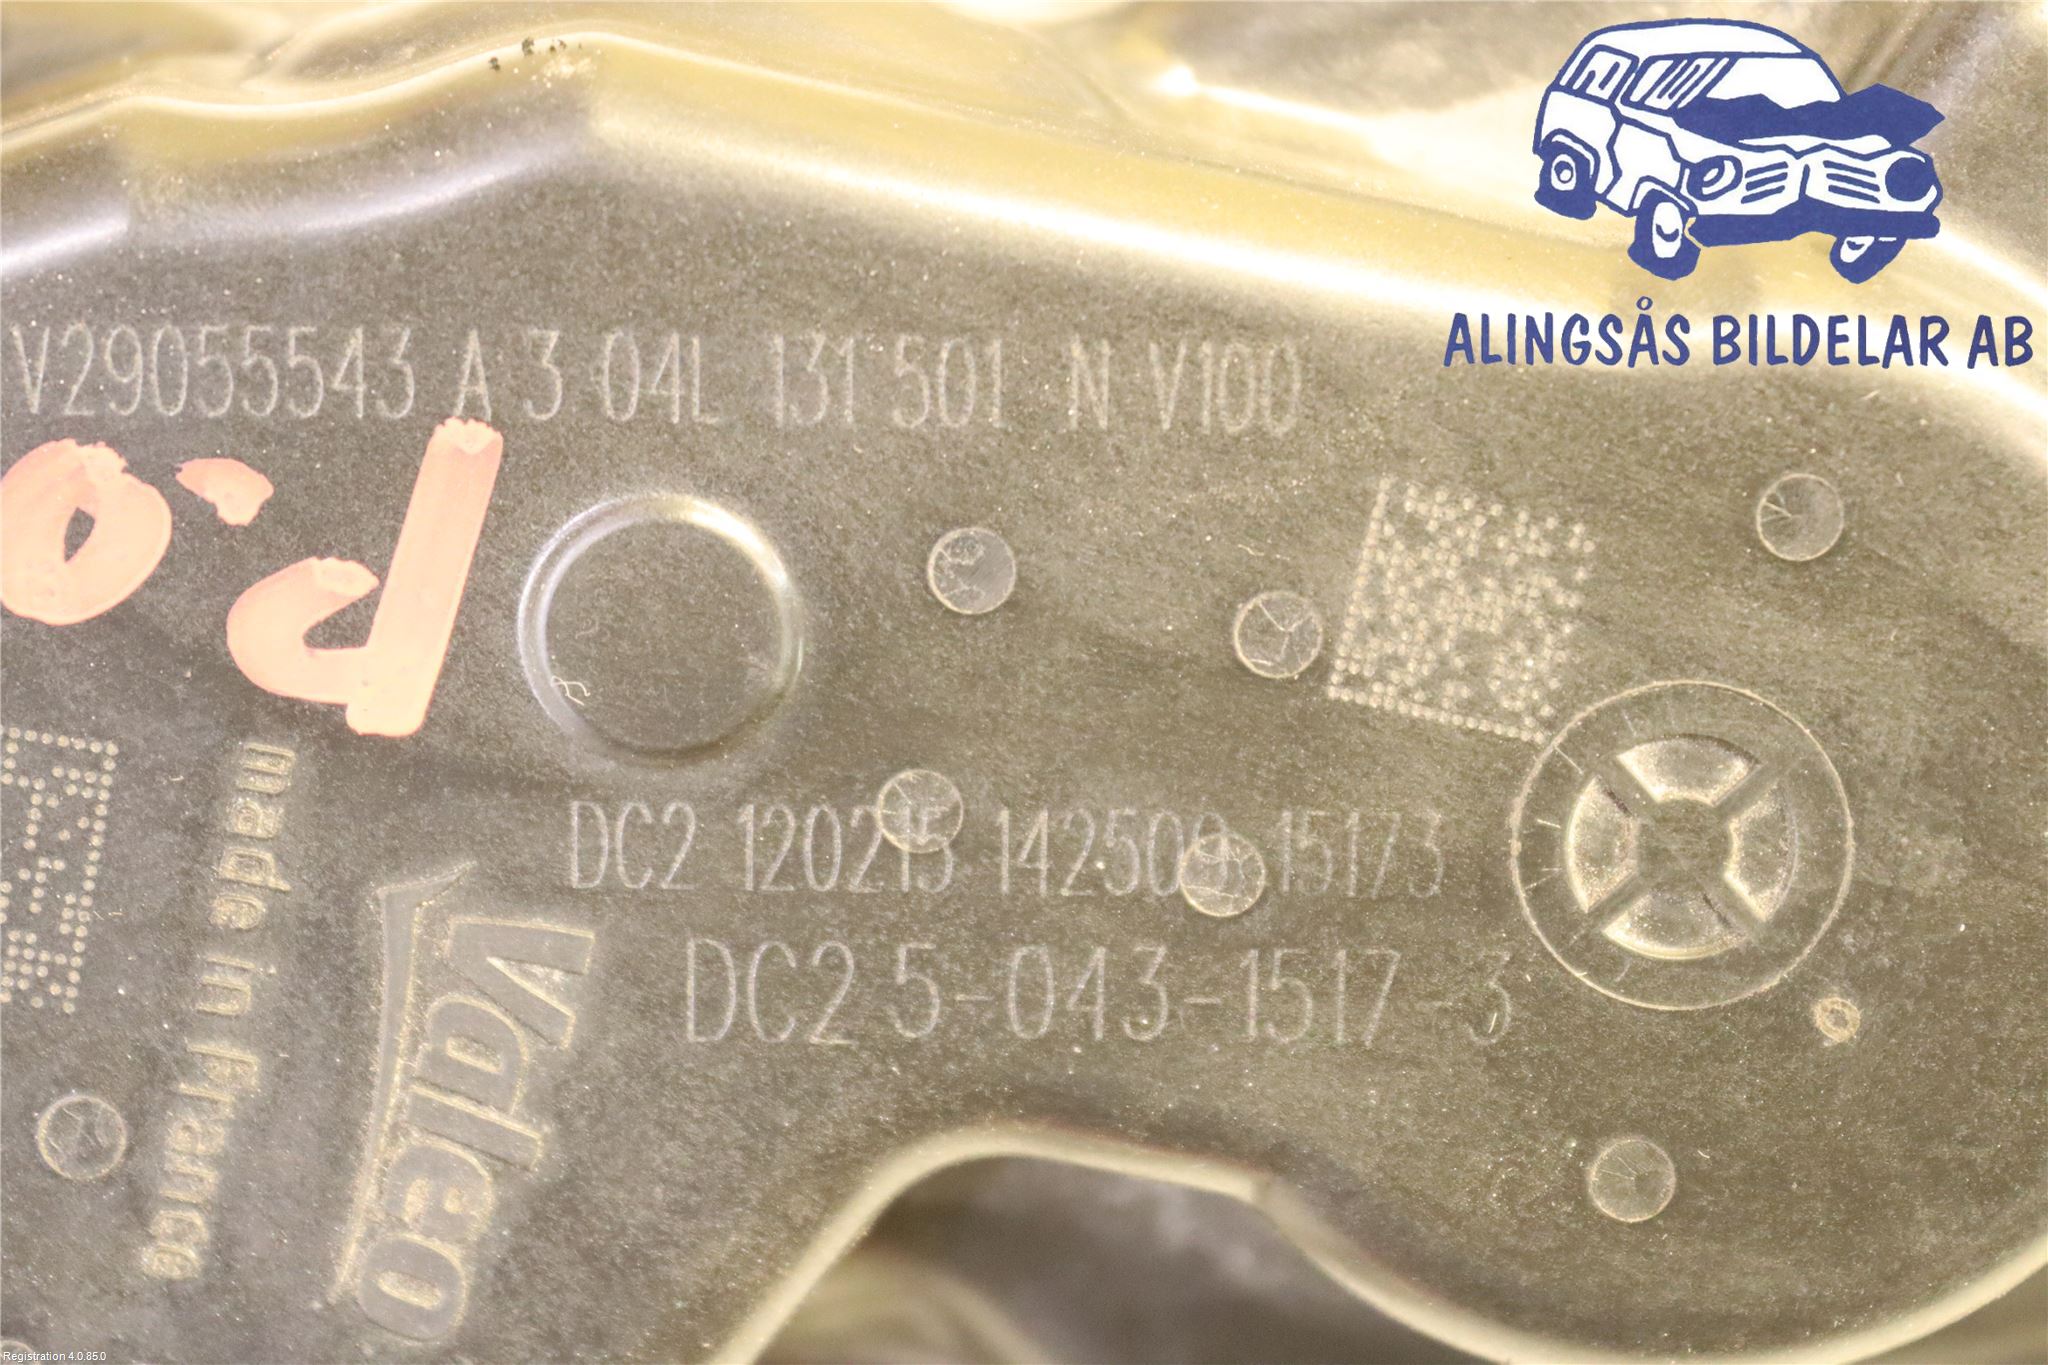 ALINGSÅS BILDELAR AB
V29055543 A 3 04L 131 501 N V100
DC2 120215 142500 15173
DC2 5-043-1517-3
made in France
Valeo
Registration 4.0.85.0